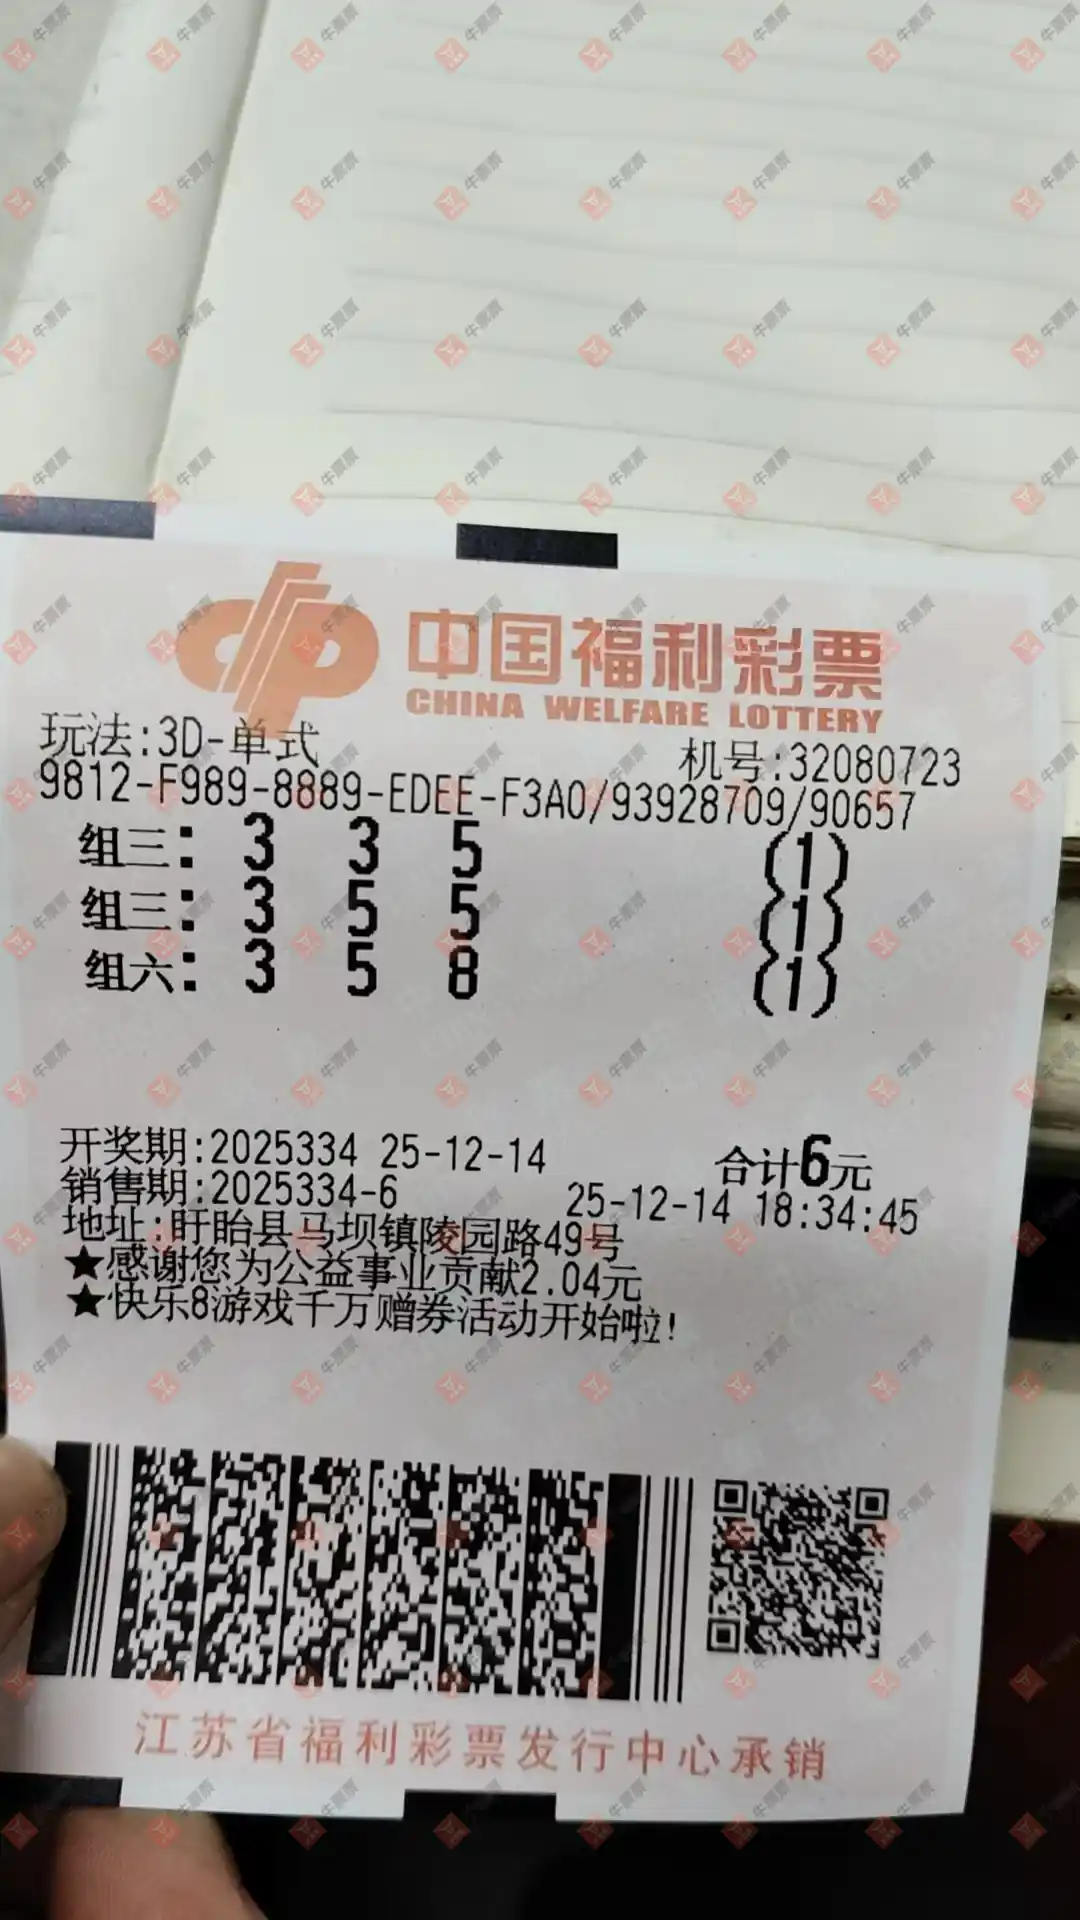 中国福利彩票
CHINA WELFARE LOTTERY
玩法:3D-单式
机号:32080723
9812-F989-8889-EDEE-F3A0/93928709/90657
组三: 3 3 5 (1)
组三: 3 5 5 (1)
组六: 3 5 8 (1)
开奖期:2025334 25-12-14
合计6元
销售期:2025334-6 25-12-14 18:34:45
地址:盱眙县马坝镇陵园路49号
★感谢您为公益事业贡献2.04元
★快乐8游戏千万赠券活动开始啦!
江苏省福利彩票发行中心承销
牛票票